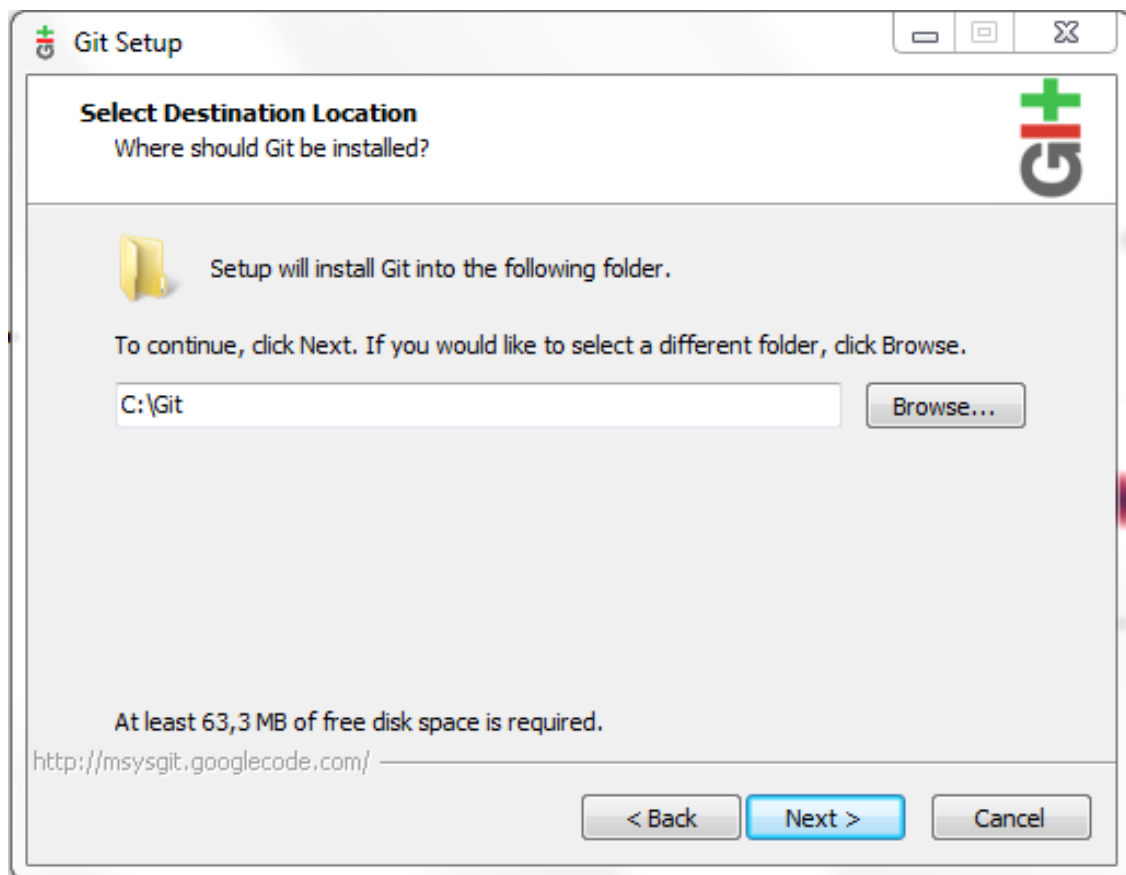 Git Setup
Select Destination Location
Where should Git be installed?
GIT
Setup will install Git into the following folder.
To continue, click Next. If you would like to select a different folder, click Browse.
C:\Git
Browse...
At least 63,3 MB of free disk space is required.
http://msysgit.googlecode.com/
< Back
Next >
Cancel